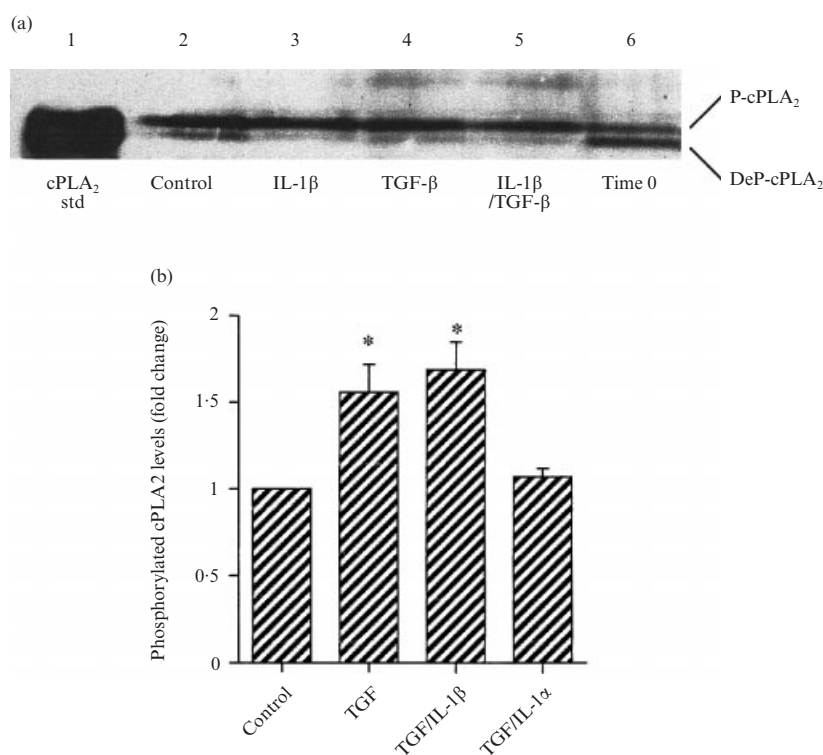 (a)
1 2 3 4 5 6
P-cPLA₂
DeP-cPLA₂
cPLA₂ std
Control
IL-1β
TGF-β
IL-1β /TGF-β
Time 0
(b)
Phosphorylated cPLA2 levels (fold change)
2
1·5
1
0·5
0
*
*
Control
TGF
TGF/IL-1β
TGF/IL-1α